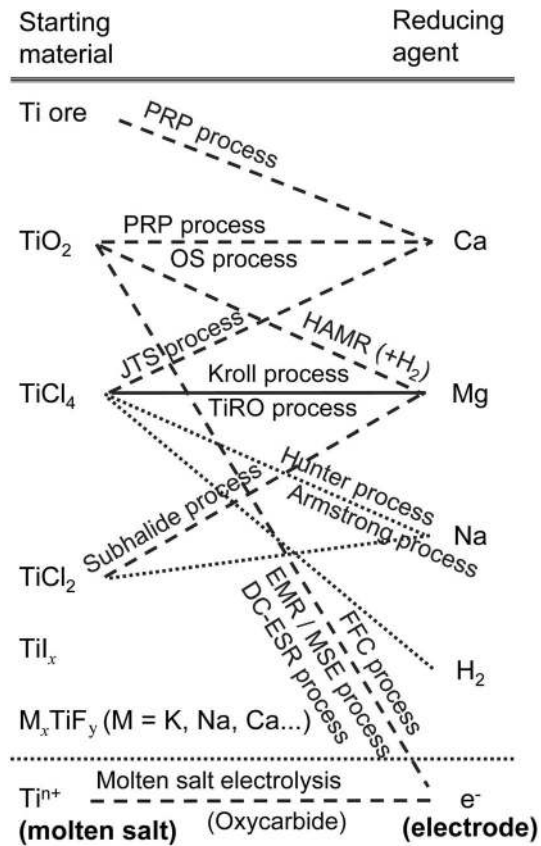 Starting material
Reducing agent
Ti ore
PRP process
TiO₂
PRP process
OS process
Ca
JTS process
HAMR (+H₂)
TiCl₄
Kroll process
TiRO process
Mg
Subhalide process
Hunter process
Armstrong process
Na
TiCl₂
EMR / MSE process
DC-ESR process
FFC process
TiIₓ
H₂
MₓTiFᵧ (M = K, Na, Ca...)
Tiⁿ⁺
(molten salt)
Molten salt electrolysis
(Oxycarbide)
e⁻
(electrode)